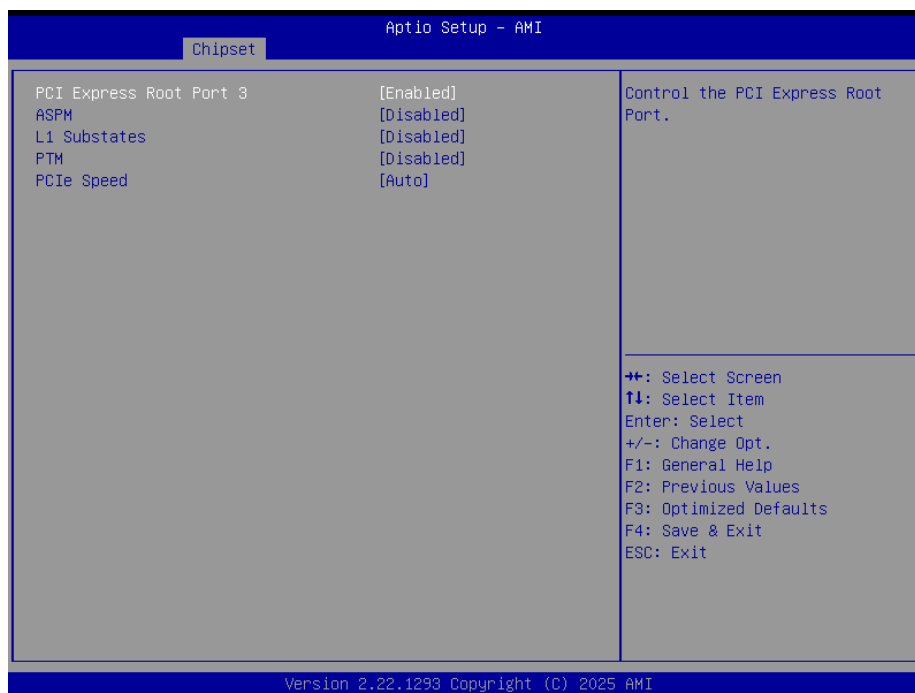 Aptio Setup – AMI
Chipset
PCI Express Root Port 3 [Enabled]
ASPM [Disabled]
L1 Substates [Disabled]
PTM [Disabled]
PCIe Speed [Auto]
Control the PCI Express Root
Port.
→←: Select Screen
↑↓: Select Item
Enter: Select
+/-: Change Opt.
F1: General Help
F2: Previous Values
F3: Optimized Defaults
F4: Save & Exit
ESC: Exit
Version 2.22.1293 Copyright (C) 2025 AMI